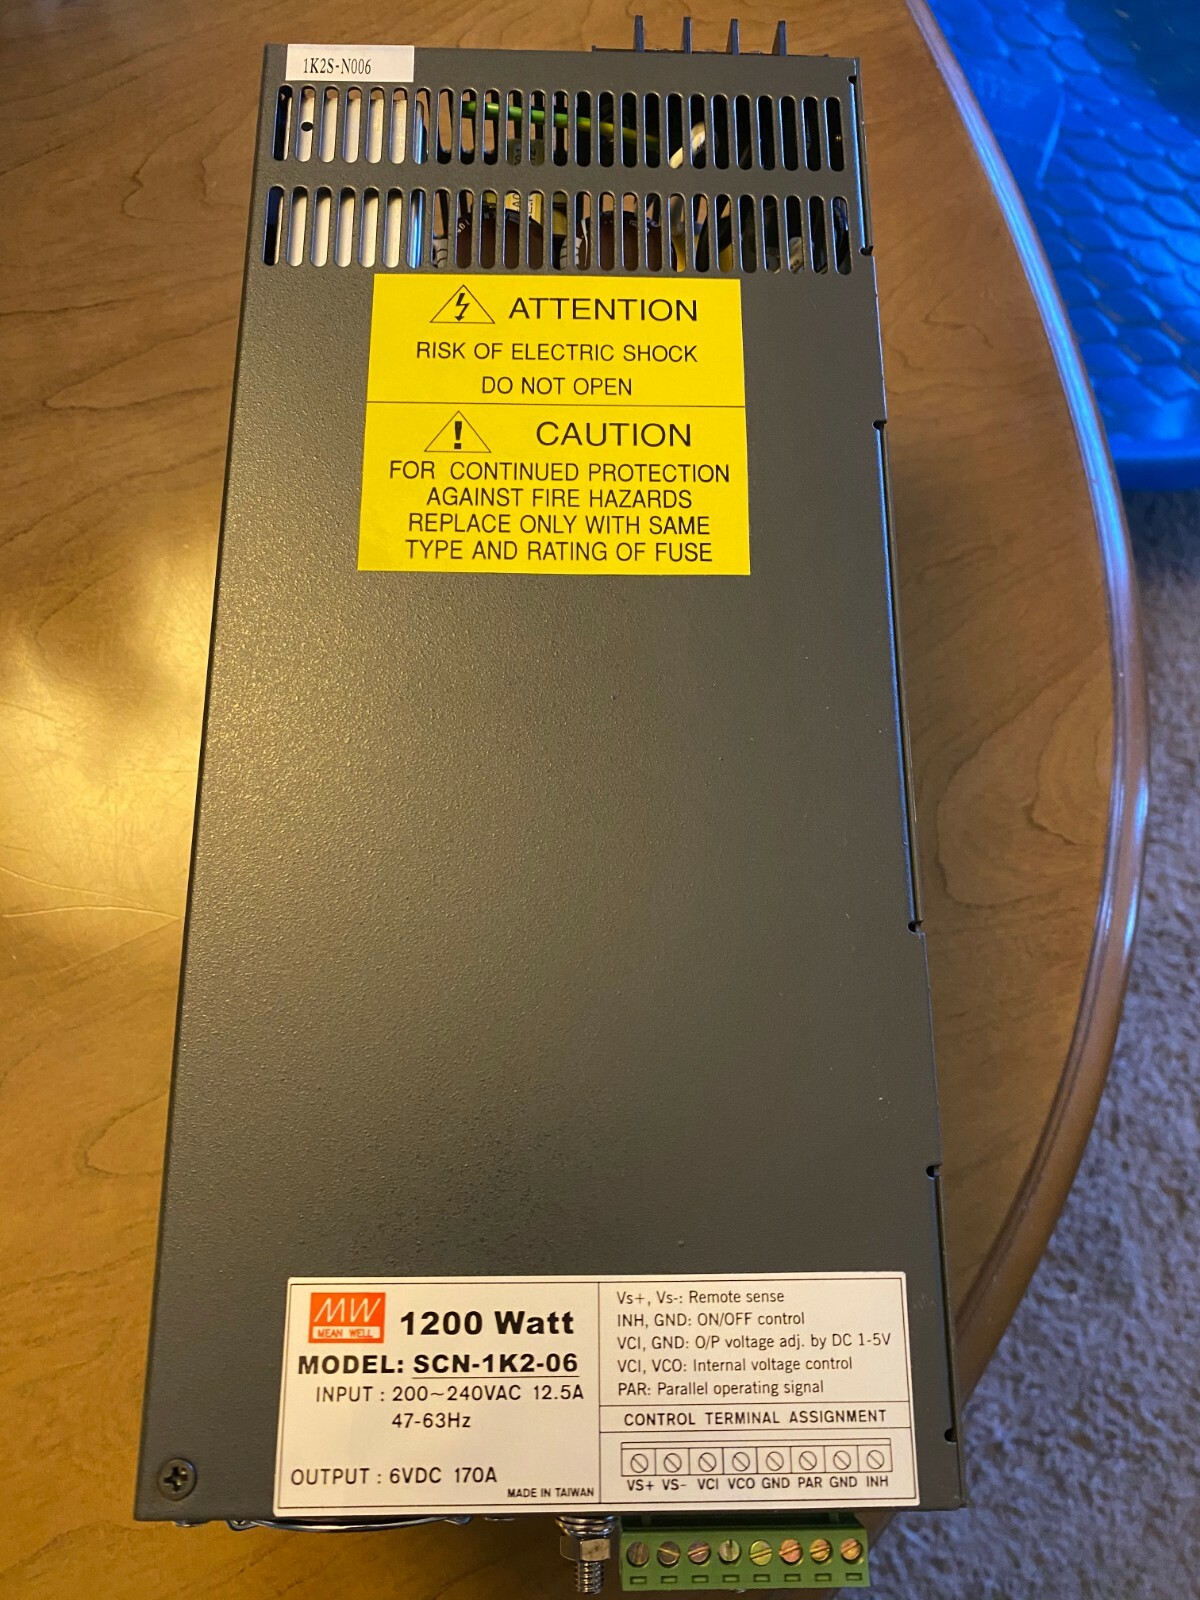 1K2S-N006
ATTENTION
RISK OF ELECTRIC SHOCK
DO NOT OPEN
! CAUTION
FOR CONTINUED PROTECTION
AGAINST FIRE HAZARDS
REPLACE ONLY WITH SAME
TYPE AND RATING OF FUSE
MW
MEAN WELL
1200 Watt
MODEL: SCN-1K2-06
INPUT : 200~240VAC 12.5A
47-63Hz
OUTPUT : 6VDC 170A
MADE IN TAIWAN
Vs+, Vs-: Remote sense
INH, GND: ON/OFF control
VCI, GND: O/P voltage adj. by DC 1-5V
VCI, VCO: Internal voltage control
PAR: Parallel operating signal
CONTROL TERMINAL ASSIGNMENT
VS+ VS- VCI VCO GND PAR GND INH